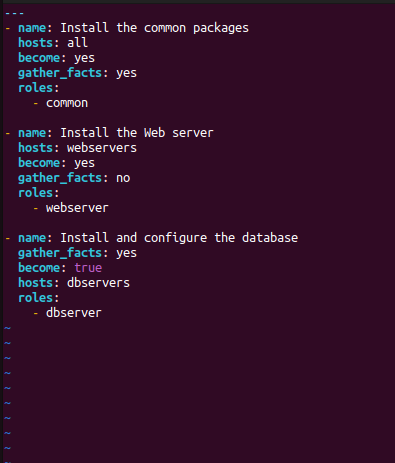 ---
- name: Install the common packages
  hosts: all
  become: yes
  gather_facts: yes
  roles:
    - common

- name: Install the Web server
  hosts: webservers
  become: yes
  gather_facts: no
  roles:
    - webserver

- name: Install and configure the database
  gather_facts: yes
  become: true
  hosts: dbservers
  roles:
    - dbserver
~
~
~
~
~
~
~
~
~
~